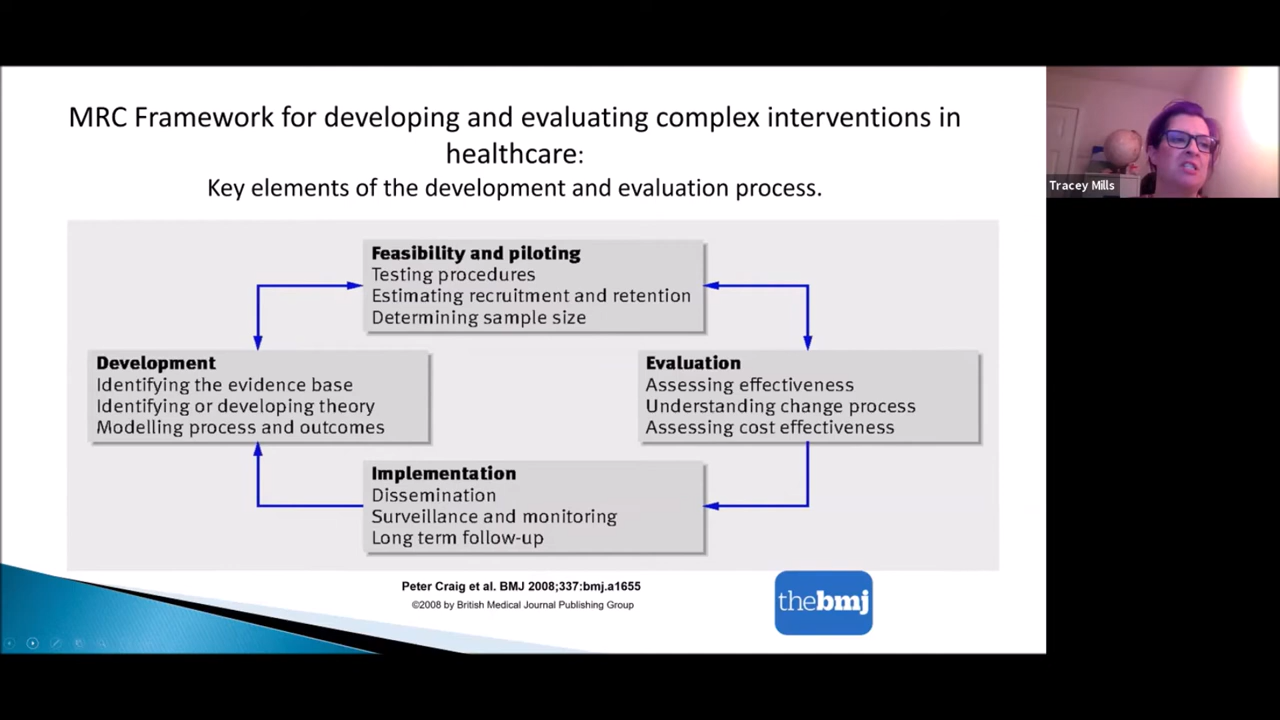 MRC Framework for developing and evaluating complex interventions in
healthcare:
Key elements of the development and evaluation process.
Feasibility and piloting
Testing procedures
Estimating recruitment and retention
Determining sample size
Development
Identifying the evidence base
Identifying or developing theory
Modelling process and outcomes
Evaluation
Assessing effectiveness
Understanding change process
Assessing cost effectiveness
Implementation
Dissemination
Surveillance and monitoring
Long term follow-up
Peter Craig et al. BMJ 2008;337:bmj.a1655
©2008 by British Medical Journal Publishing Group
thebmj
Tracey Mills